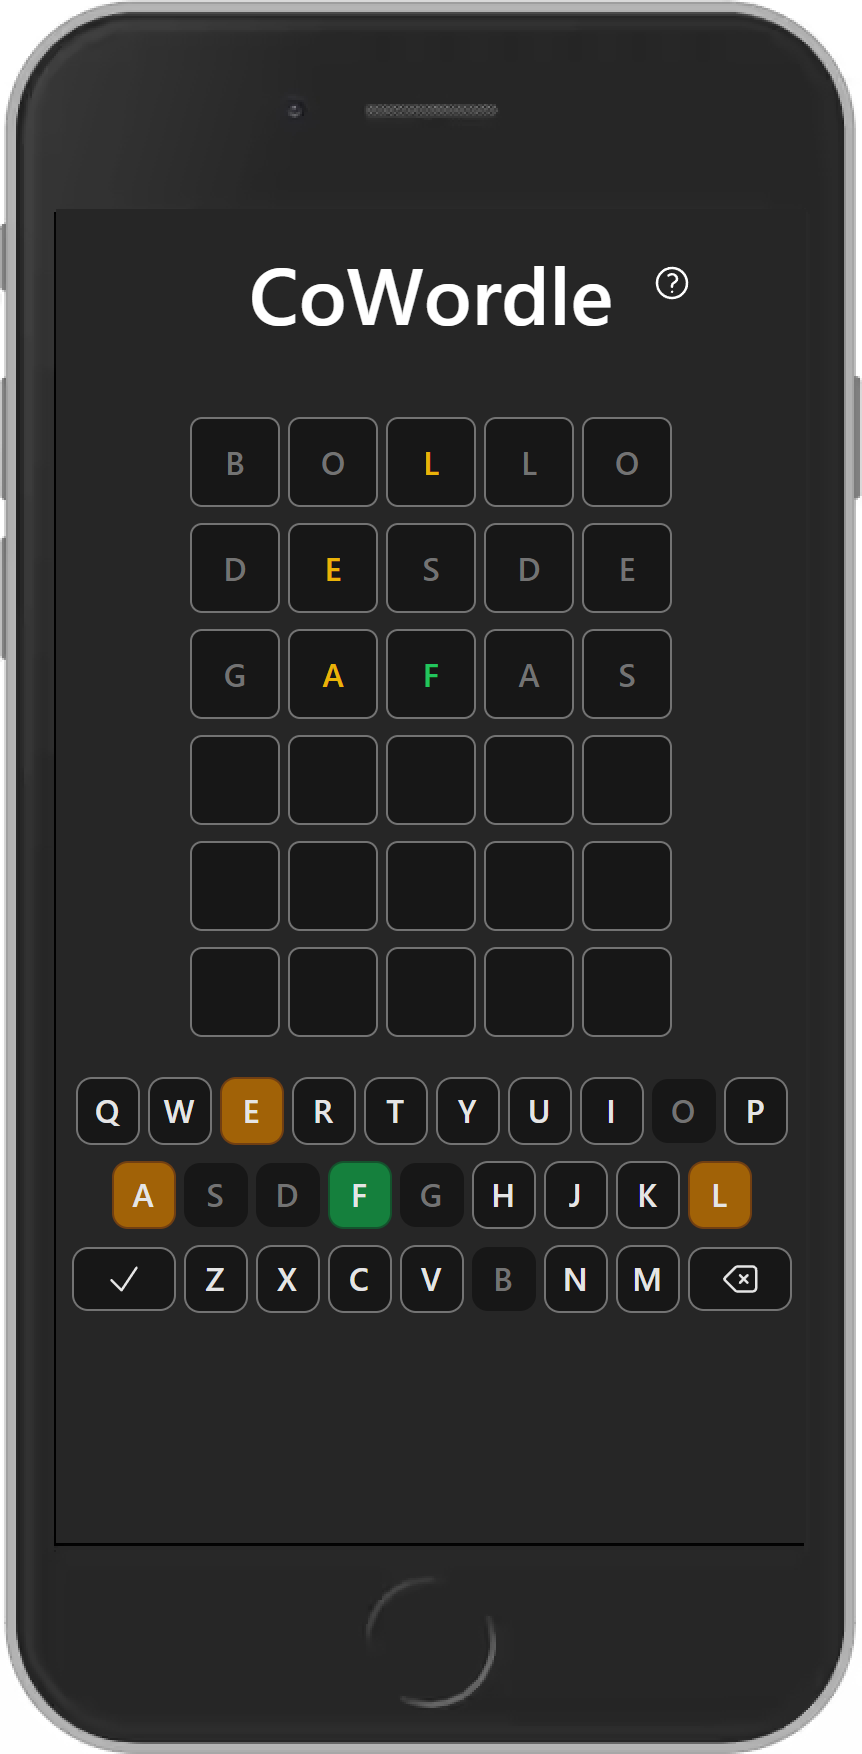 CoWordle ?
B O L L O
D E S D E
G A F A S
Q W E R T Y U I O P
A S D F G H J K L
Z X C V B N M